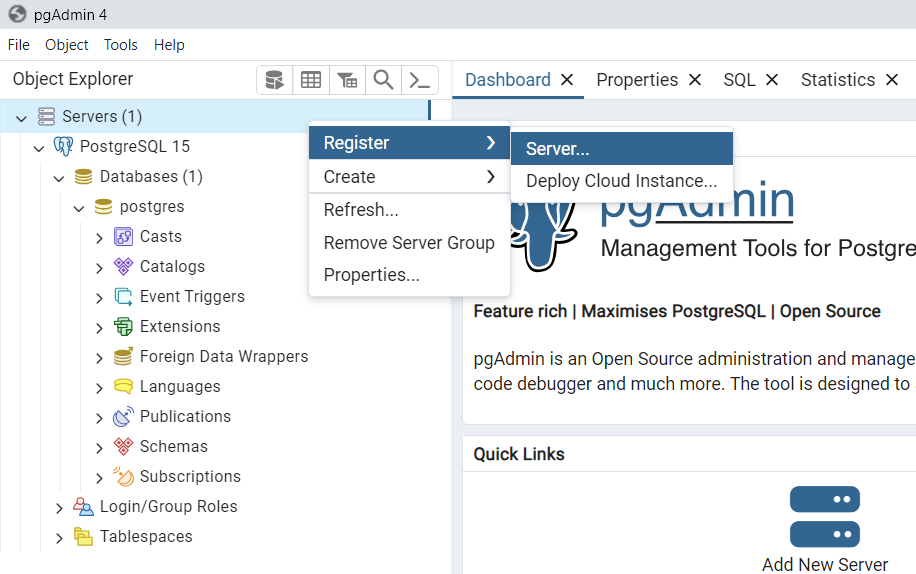 pgAdmin 4
File Object Tools Help
Object Explorer
Dashboard Properties SQL Statistics
Servers (1)
PostgreSQL 15
Databases (1)
postgres
Casts
Catalogs
Event Triggers
Extensions
Foreign Data Wrappers
Languages
Publications
Schemas
Subscriptions
Login/Group Roles
Tablespaces
Register
Create
Refresh...
Remove Server Group
Properties...
Server...
Deploy Cloud Instance...
pgAdmin
Management Tools for Postgre
Feature rich | Maximises PostgreSQL | Open Source
pgAdmin is an Open Source administration and manage
code debugger and much more. The tool is designed to
Quick Links
Add New Server